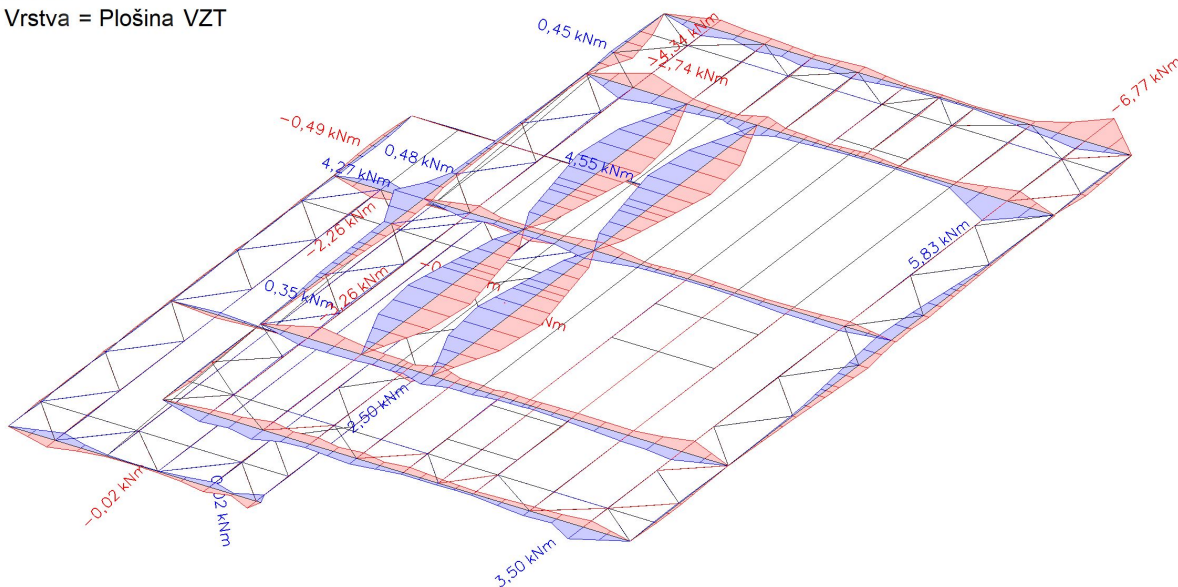 Vrstva = Plošina VZT
0,45 kNm
4,34 kNm
−2,74 kNm
−6,77 kNm
−0,49 kNm
0,48 kNm
4,27 kNm
4,55 kNm
−2,26 kNm
5,83 kNm
0,35 kNm
2,50 kNm
−0,02 kNm
0,02 kNm
3,50 kNm